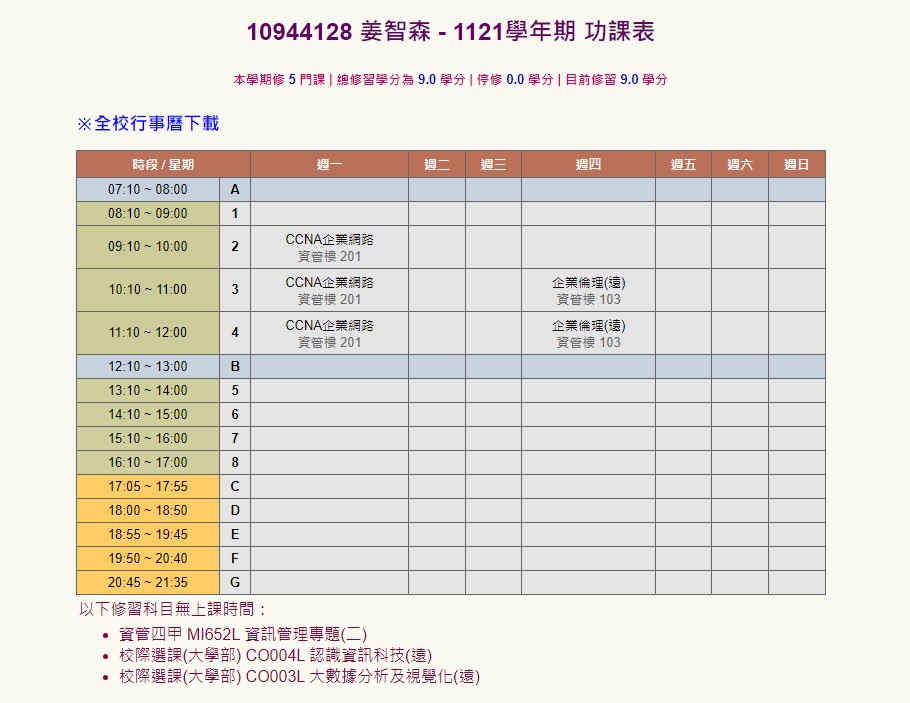 10944128 姜智森 - 1121學年期 功課表
本學期修 5 門課 | 總修習學分為 9.0 學分 | 停修 0.0 學分 | 目前修習 9.0 學分
※全校行事曆下載
時段 / 星期 週一 週二 週三 週四 週五 週六 週日
07:10 ~ 08:00 A
08:10 ~ 09:00 1
09:10 ~ 10:00 2 CCNA企業網路
資管樓 201
10:10 ~ 11:00 3 CCNA企業網路 企業倫理(遠)
資管樓 201 資管樓 103
11:10 ~ 12:00 4 CCNA企業網路 企業倫理(遠)
資管樓 201 資管樓 103
12:10 ~ 13:00 B
13:10 ~ 14:00 5
14:10 ~ 15:00 6
15:10 ~ 16:00 7
16:10 ~ 17:00 8
17:05 ~ 17:55 C
18:00 ~ 18:50 D
18:55 ~ 19:45 E
19:50 ~ 20:40 F
20:45 ~ 21:35 G
以下修習科目無上課時間：
• 資管四甲 MI652L 資訊管理專題(二)
• 校際選課(大學部) CO004L 認識資訊科技(遠)
• 校際選課(大學部) CO003L 大數據分析及視覺化(遠)